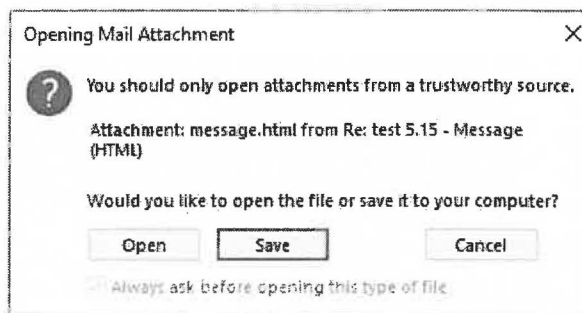 Opening Mail Attachment
You should only open attachments from a trustworthy source.
Attachment: message.html from Re: test 5.15 - Message
(HTML)
Would you like to open the file or save it to your computer?
Open Save Cancel
Always ask before opening this type of file